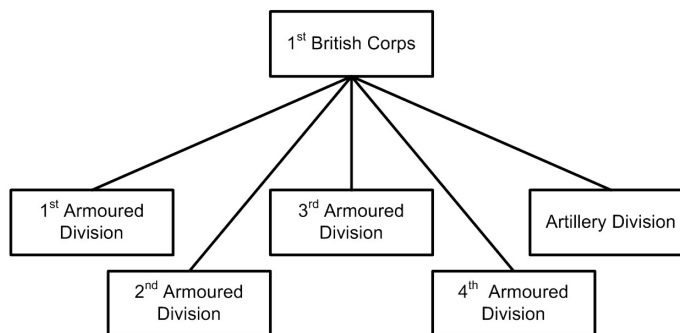 1st British Corps
1st Armoured
Division
3rd Armoured
Division
Artillery Division
2nd Armoured
Division
4th Armoured
Division